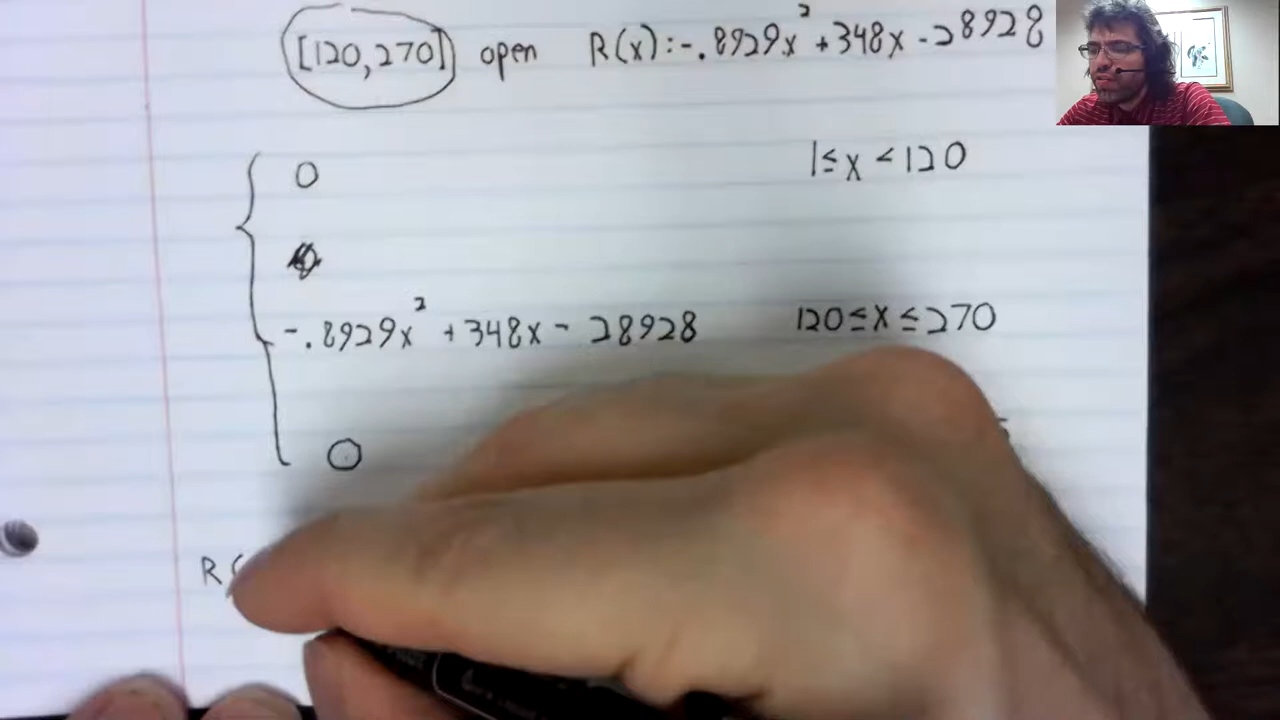 [120,270] open R(x):-.8929x² +348x -28928
0 1≤x <120
-.8929x² +348x - 28928 120≤x≤270
0
R(